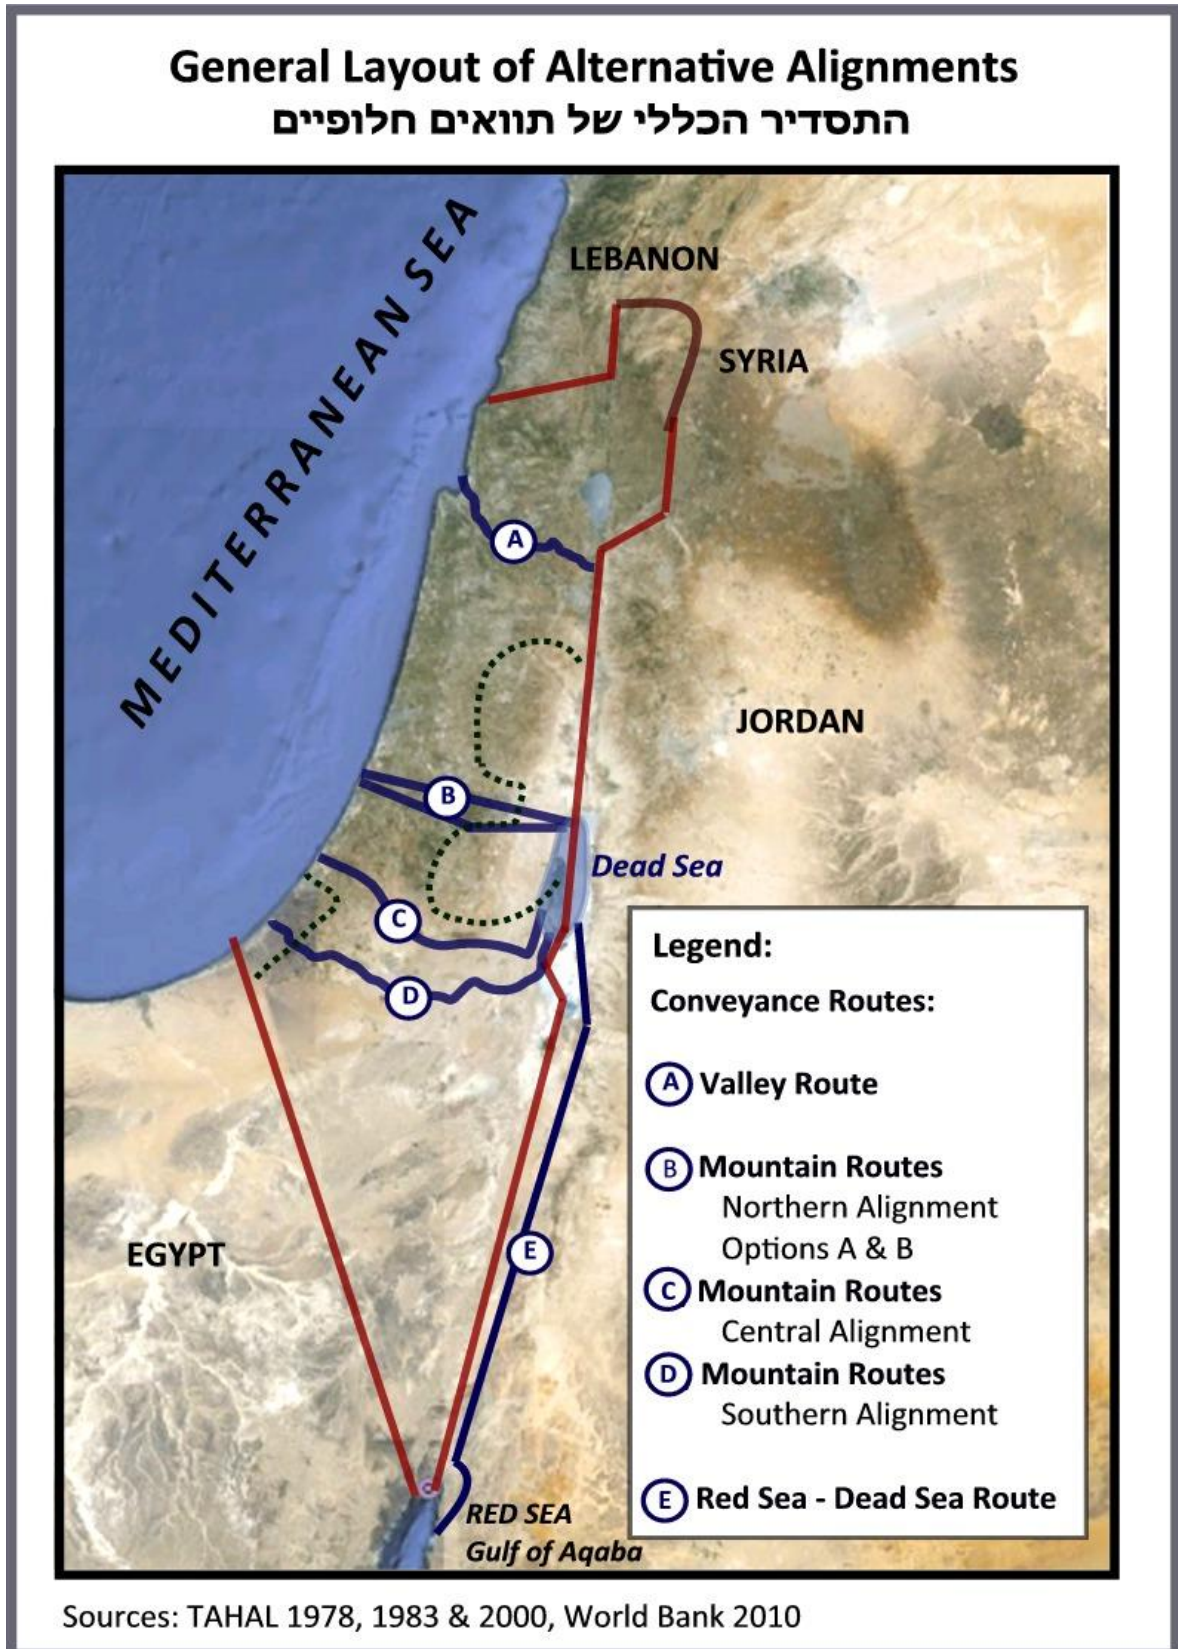 General Layout of Alternative Alignments
התסדיר הכללי של תוואים חלופיים
MEDITERRANEAN SEA
LEBANON
SYRIA
A
JORDAN
B
Dead Sea
C
D
EGYPT
E
RED SEA
Gulf of Aqaba
Legend:
Conveyance Routes:
A Valley Route
B Mountain Routes
Northern Alignment
Options A & B
C Mountain Routes
Central Alignment
D Mountain Routes
Southern Alignment
E Red Sea - Dead Sea Route
Sources: TAHAL 1978, 1983 & 2000, World Bank 2010